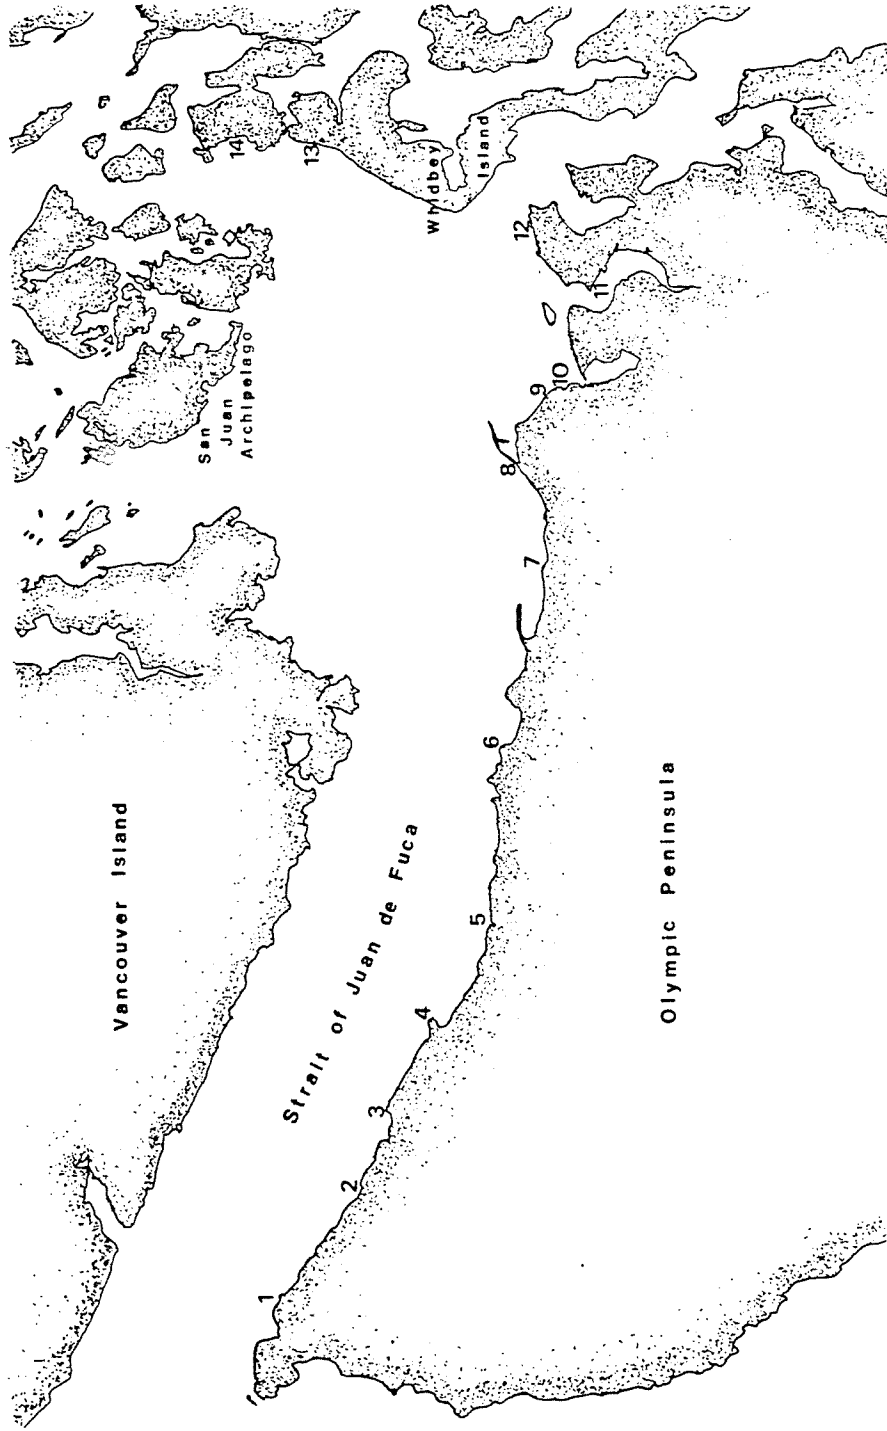 Vancouver Island
Strait of Juan de Fuca
Olympic Peninsula
San
Juan
Archipelago
Whidbey
Island
1
2
3
4
5
6
7
8
9
10
11
12
13
14